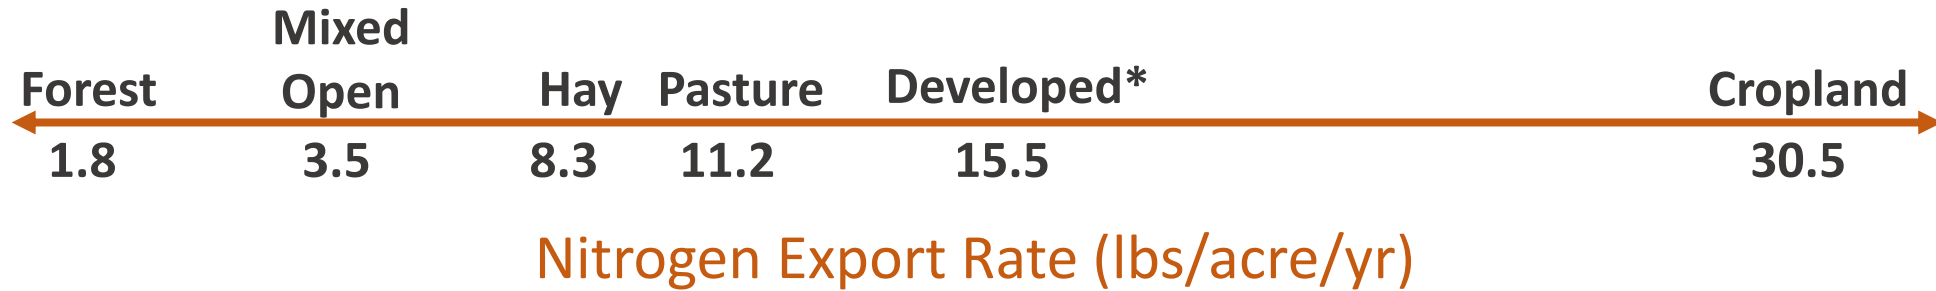 Mixed
Forest Open Hay Pasture Developed* Cropland
1.8 3.5 8.3 11.2 15.5 30.5
Nitrogen Export Rate (lbs/acre/yr)